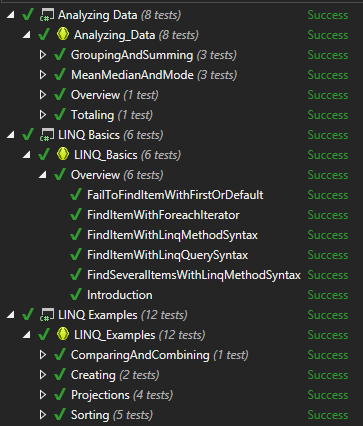 Analyzing Data (8 tests) Success
Analyzing_Data (8 tests) Success
GroupingAndSumming (3 tests) Success
MeanMedianAndMode (3 tests) Success
Overview (1 test) Success
Totaling (1 test) Success
LINQ Basics (6 tests) Success
LINQ_Basics (6 tests) Success
Overview (6 tests) Success
FailToFindItemWithFirstOrDefault Success
FindItemWithForeachIterator Success
FindItemWithLinqMethodSyntax Success
FindItemWithLinqQuerySyntax Success
FindSeveralItemsWithLinqMethodSyntax Success
Introduction Success
LINQ Examples (12 tests) Success
LINQ_Examples (12 tests) Success
ComparingAndCombining (1 test) Success
Creating (2 tests) Success
Projections (4 tests) Success
Sorting (5 tests) Success